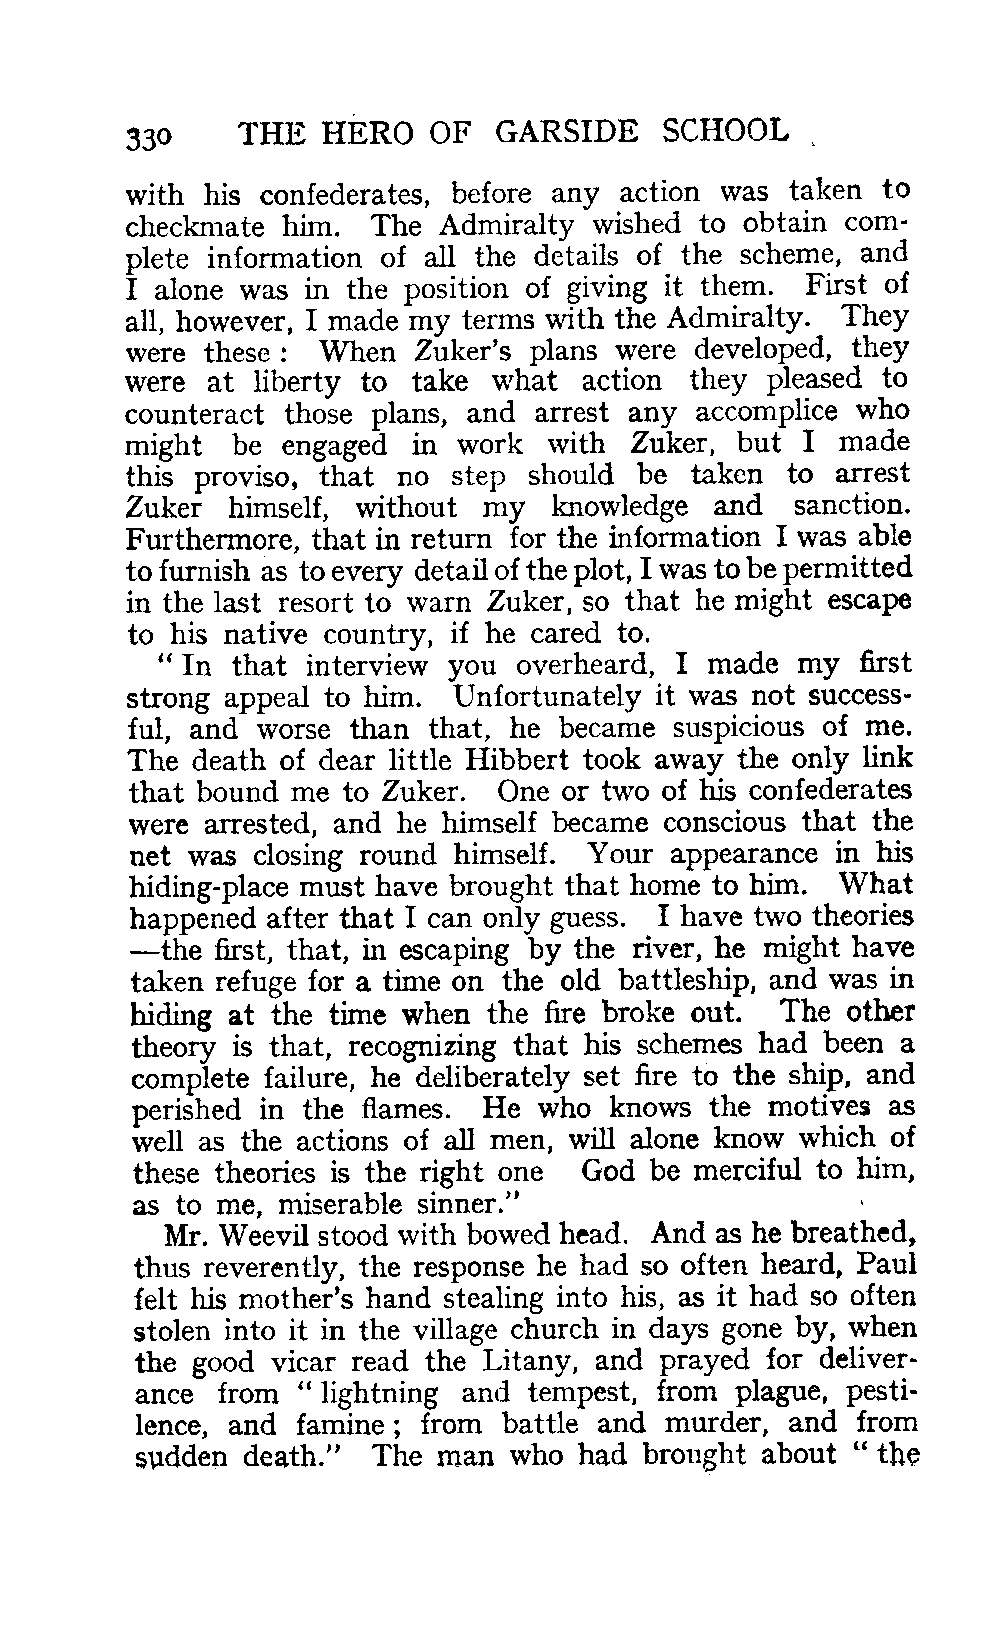 330 THE HERO OF GARSIDE SCHOOL
with his confederates, before any action was taken to
checkmate him. The Admiralty wished to obtain com-
plete information of all the details of the scheme, and
I alone was in the position of giving it them. First of
all, however, I made my terms with the Admiralty. They
were these : When Zuker's plans were developed, they
were at liberty to take what action they pleased to
counteract those plans, and arrest any accomplice who
might be engaged in work with Zuker, but I made
this proviso, that no step should be taken to arrest
Zuker himself, without my knowledge and sanction.
Furthermore, that in return for the information I was able
to furnish as to every detail of the plot, I was to be permitted
in the last resort to warn Zuker, so that he might escape
to his native country, if he cared to.
" In that interview you overheard, I made my first
strong appeal to him. Unfortunately it was not success-
ful, and worse than that, he became suspicious of me.
The death of dear little Hibbert took away the only link
that bound me to Zuker. One or two of his confederates
were arrested, and he himself became conscious that the
net was closing round himself. Your appearance in his
hiding-place must have brought that home to him. What
happened after that I can only guess. I have two theories
—the first, that, in escaping by the river, he might have
taken refuge for a time on the old battleship, and was in
hiding at the time when the fire broke out. The other
theory is that, recognizing that his schemes had been a
complete failure, he deliberately set fire to the ship, and
perished in the flames. He who knows the motives as
well as the actions of all men, will alone know which of
these theories is the right one God be merciful to him,
as to me, miserable sinner."
Mr. Weevil stood with bowed head. And as he breathed,
thus reverently, the response he had so often heard, Paul
felt his mother's hand stealing into his, as it had so often
stolen into it in the village church in days gone by, when
the good vicar read the Litany, and prayed for deliver-
ance from " lightning and tempest, from plague, pesti-
lence, and famine ; from battle and murder, and from
sudden death." The man who had brought about " the